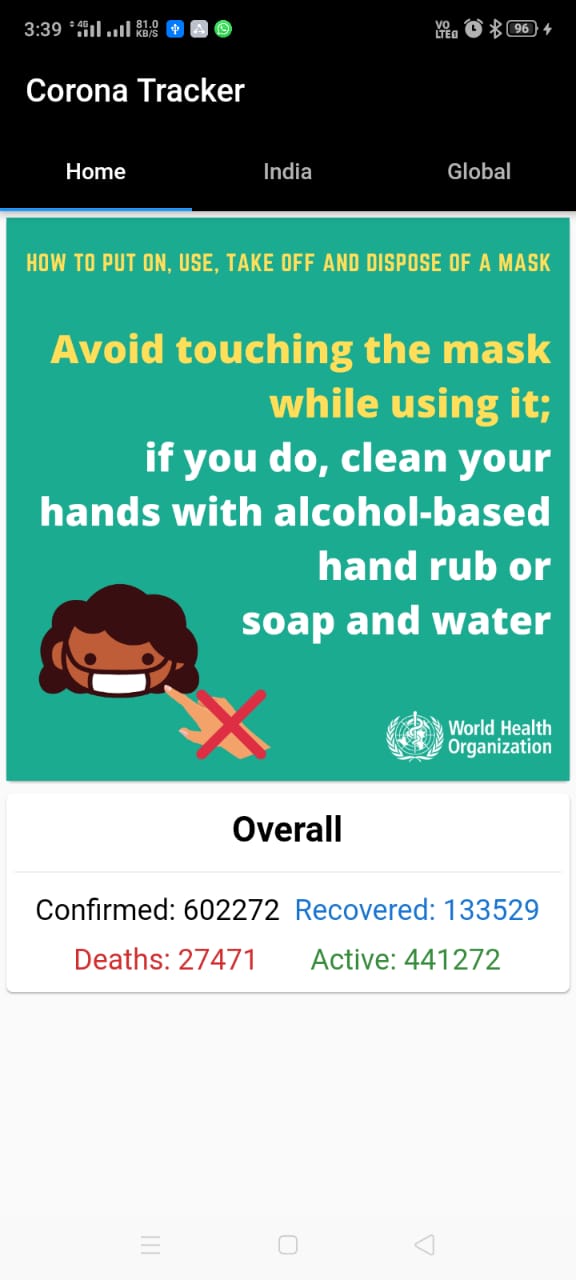 3:39 4G 81.0 KB/S VO LTE 96
Corona Tracker
Home India Global
HOW TO PUT ON, USE, TAKE OFF AND DISPOSE OF A MASK
Avoid touching the mask
while using it;
if you do, clean your
hands with alcohol-based
hand rub or
soap and water
World Health
Organization
Overall
Confirmed: 602272 Recovered: 133529
Deaths: 27471 Active: 441272